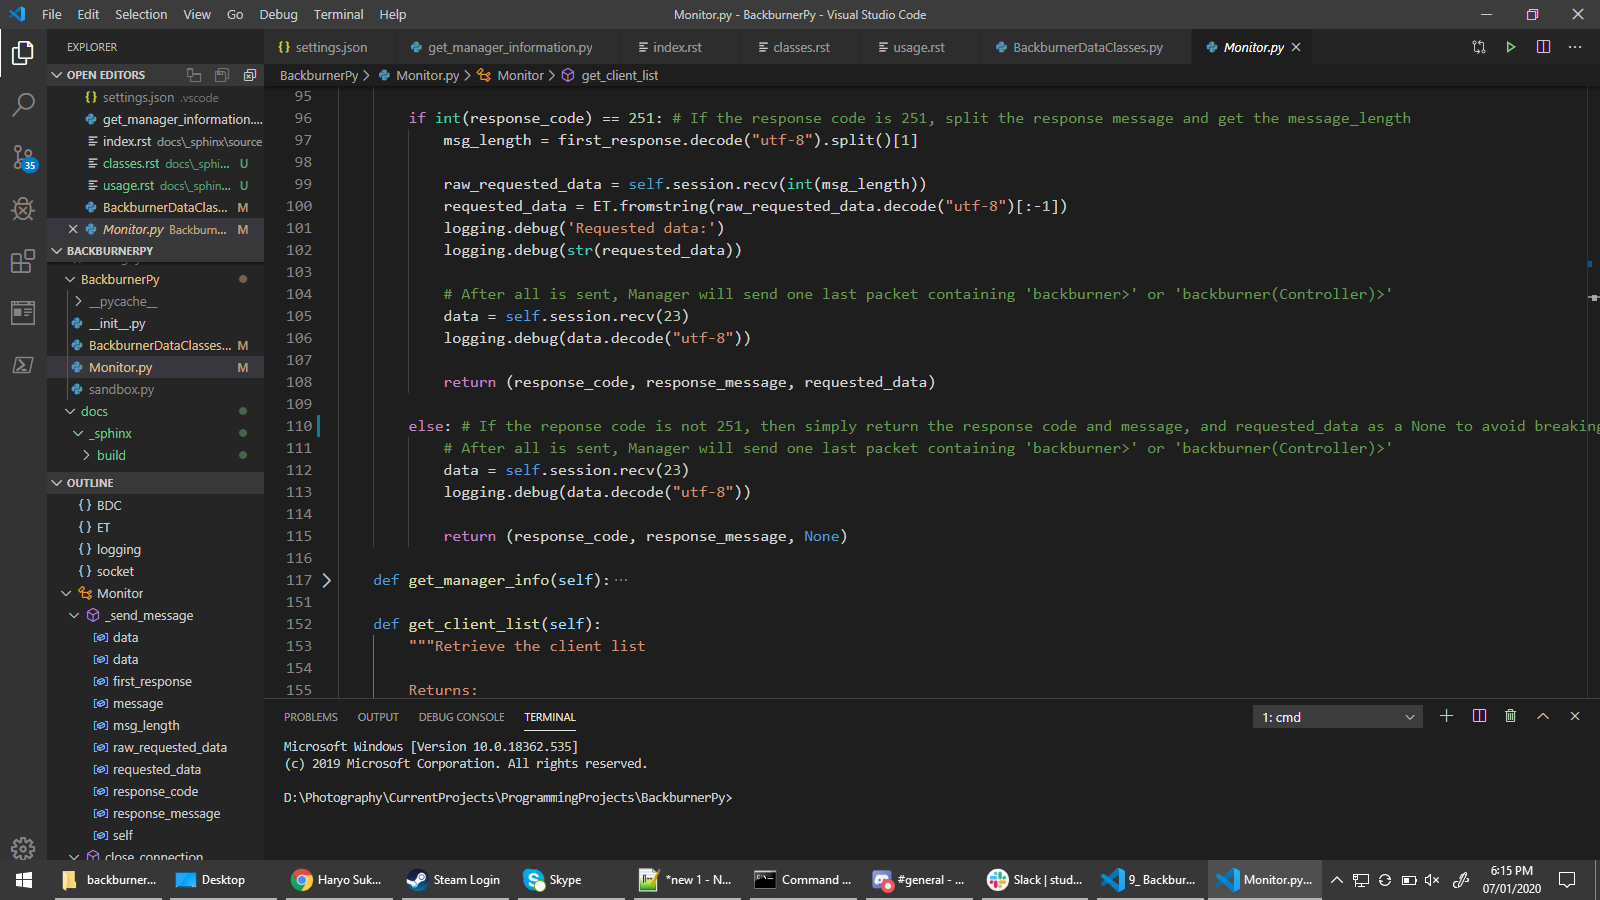 File Edit Selection View Go Debug Terminal Help
Monitor.py - BackburnerPy - Visual Studio Code
EXPLORER
OPEN EDITORS
{} settings.json .vscode
get_manager_information....
index.rst docs\_sphinx\source
classes.rst docs\_sphi... U
usage.rst docs\_sphin... U
BackburnerDataClas... M
Monitor.py Backburn... M
BACKBURNERPY
BackburnerPy
__pycache__
__init__.py
BackburnerDataClasses... M
Monitor.py M
sandbox.py
docs
_sphinx
build
OUTLINE
{} BDC
{} ET
{} logging
{} socket
Monitor
_send_message
data
data
first_response
message
msg_length
raw_requested_data
requested_data
response_code
response_message
self
close_connection
35
{} settings.json get_manager_information.py index.rst classes.rst usage.rst BackburnerDataClasses.py Monitor.py
BackburnerPy > Monitor.py > Monitor > get_client_list
95
96 if int(response_code) == 251: # If the response code is 251, split the response message and get the message_length
97 msg_length = first_response.decode("utf-8").split()[1]
98
99 raw_requested_data = self.session.recv(int(msg_length))
100 requested_data = ET.fromstring(raw_requested_data.decode("utf-8")[:-1])
101 logging.debug('Requested data:')
102 logging.debug(str(requested_data))
103
104 # After all is sent, Manager will send one last packet containing 'backburner>' or 'backburner(Controller)>'
105 data = self.session.recv(23)
106 logging.debug(data.decode("utf-8"))
107
108 return (response_code, response_message, requested_data)
109
110 else: # If the reponse code is not 251, then simply return the response code and message, and requested_data as a None to avoid breaking
111 # After all is sent, Manager will send one last packet containing 'backburner>' or 'backburner(Controller)>'
112 data = self.session.recv(23)
113 logging.debug(data.decode("utf-8"))
114
115 return (response_code, response_message, None)
116
117 def get_manager_info(self): ...
151
152 def get_client_list(self):
153 """Retrieve the client list
154
155 Returns:
PROBLEMS OUTPUT DEBUG CONSOLE TERMINAL
1: cmd
Microsoft Windows [Version 10.0.18362.535]
(c) 2019 Microsoft Corporation. All rights reserved.
D:\Photography\CurrentProjects\ProgrammingProjects\BackburnerPy>
backburner... Desktop Haryo Suk... Steam Login Skype *new 1 - N... Command ... #general - ... Slack | stud... 9_ Backbur... Monitor.py...
6:15 PM
07/01/2020